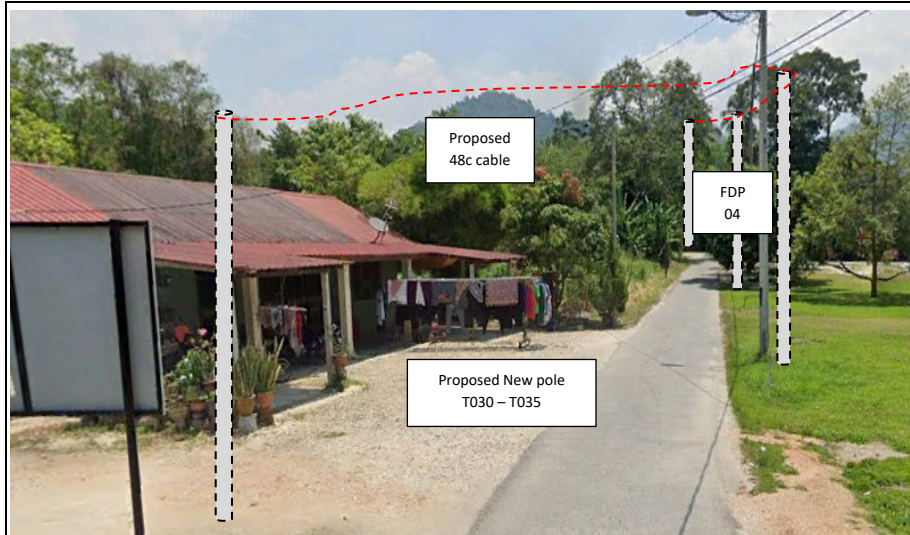 Proposed
48c cable
FDP
04
Proposed New pole
T030 – T035